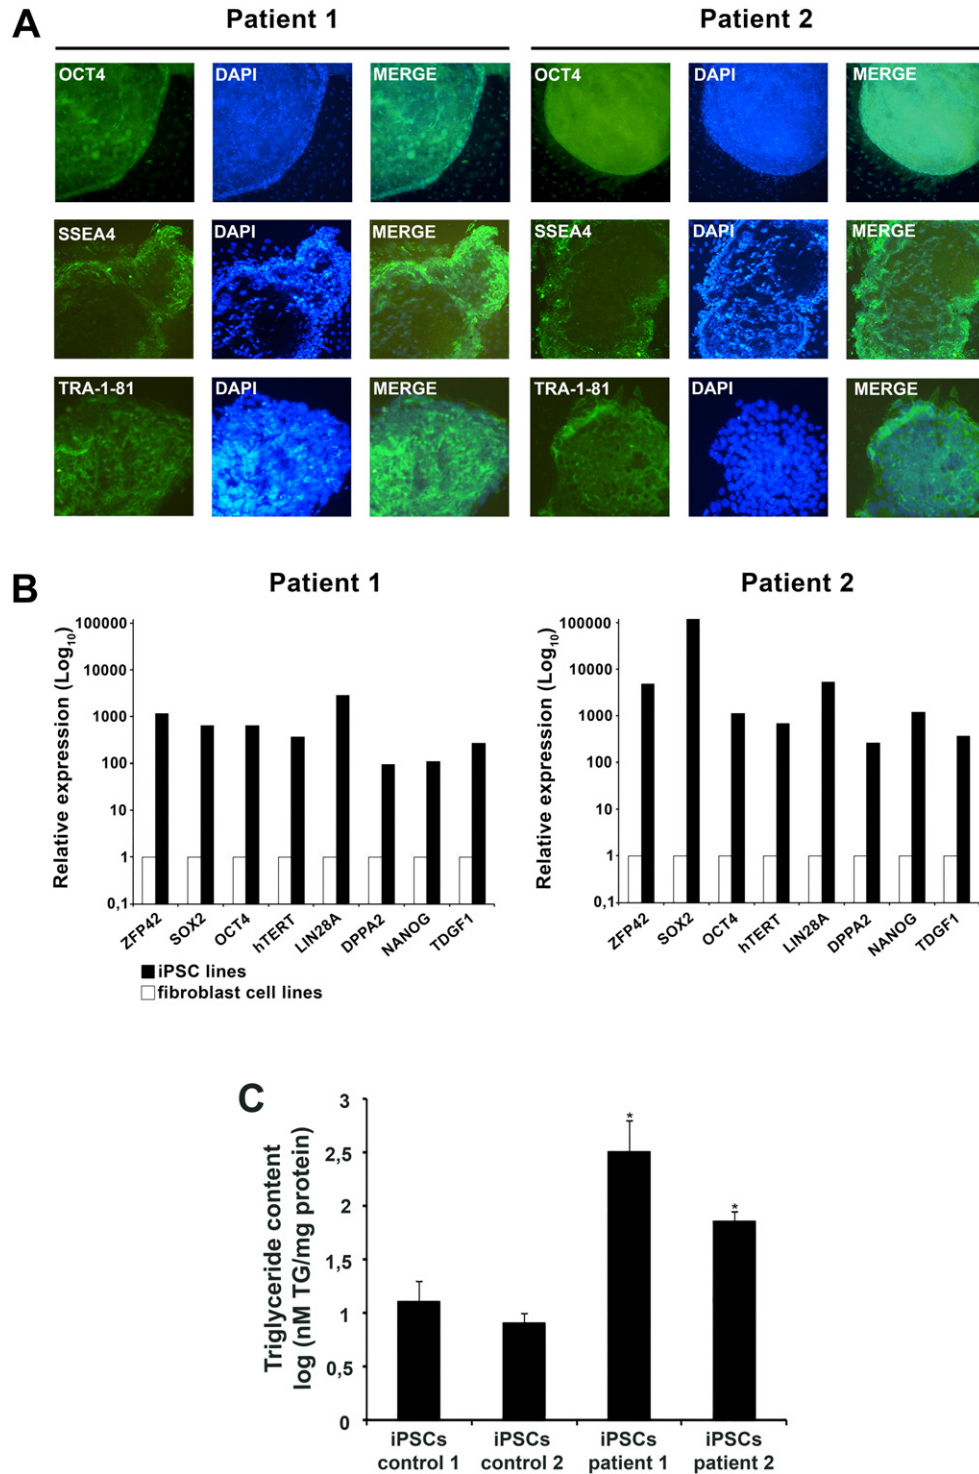 A
Patient 1
Patient 2
OCT4 DAPI MERGE OCT4 DAPI MERGE
SSEA4 DAPI MERGE SSEA4 DAPI MERGE
TRA-1-81 DAPI MERGE TRA-1-81 DAPI MERGE
B
Patient 1
Relative expression (Log10)
100000
10000
1000
100
10
1
0,1
ZFP42 SOX2 OCT4 hTERT LIN28A DPPA2 NANOG TDGF1
iPSC lines
fibroblast cell lines
Patient 2
Relative expression (Log10)
100000
10000
1000
100
10
1
0,1
ZFP42 SOX2 OCT4 hTERT LIN28A DPPA2 NANOG TDGF1
C
Triglyceride content
log (nM TG/mg protein)
3
2,5
2
1,5
1
0,5
0
* *
iPSCs control 1
iPSCs control 2
iPSCs patient 1
iPSCs patient 2